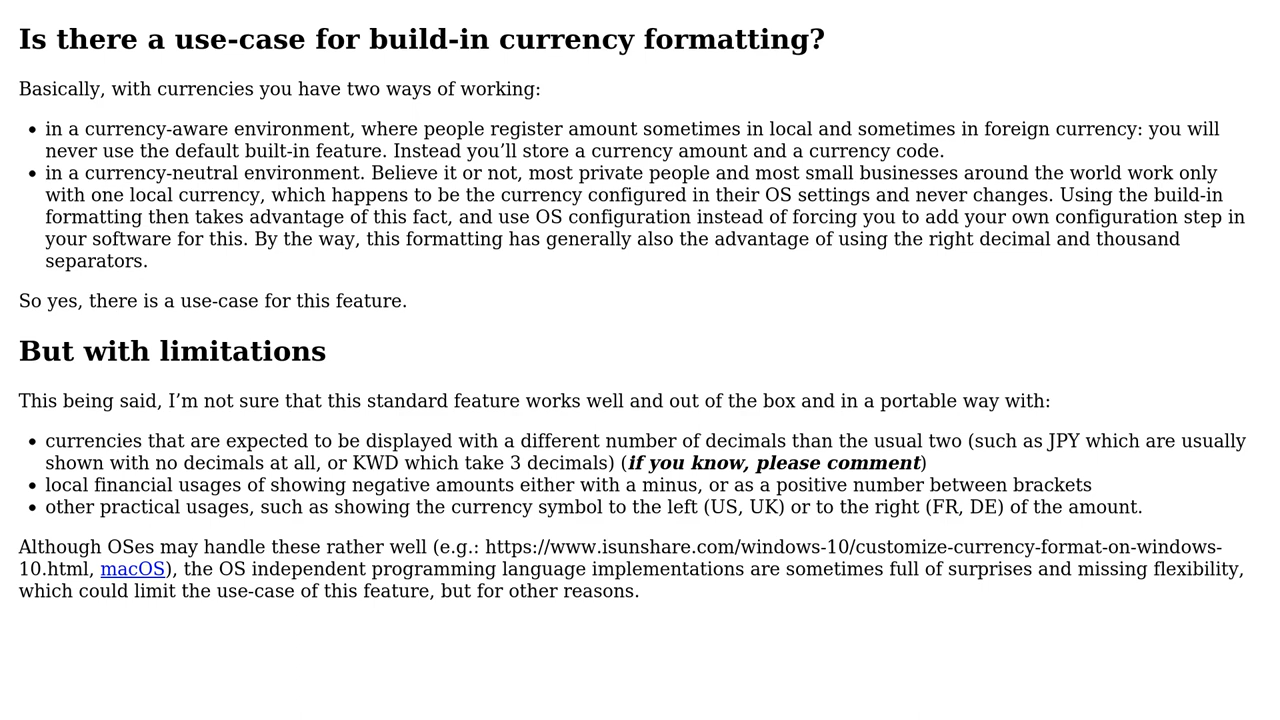 Is there a use-case for build-in currency formatting?
Basically, with currencies you have two ways of working:
• in a currency-aware environment, where people register amount sometimes in local and sometimes in foreign currency: you will
never use the default built-in feature. Instead you’ll store a currency amount and a currency code.
• in a currency-neutral environment. Believe it or not, most private people and most small businesses around the world work only
with one local currency, which happens to be the currency configured in their OS settings and never changes. Using the build-in
formatting then takes advantage of this fact, and use OS configuration instead of forcing you to add your own configuration step in
your software for this. By the way, this formatting has generally also the advantage of using the right decimal and thousand
separators.
So yes, there is a use-case for this feature.
But with limitations
This being said, I’m not sure that this standard feature works well and out of the box and in a portable way with:
• currencies that are expected to be displayed with a different number of decimals than the usual two (such as JPY which are usually
shown with no decimals at all, or KWD which take 3 decimals) (if you know, please comment)
• local financial usages of showing negative amounts either with a minus, or as a positive number between brackets
• other practical usages, such as showing the currency symbol to the left (US, UK) or to the right (FR, DE) of the amount.
Although OSes may handle these rather well (e.g.: https://www.isunshare.com/windows-10/customize-currency-format-on-windows-
10.html, macOS), the OS independent programming language implementations are sometimes full of surprises and missing flexibility,
which could limit the use-case of this feature, but for other reasons.